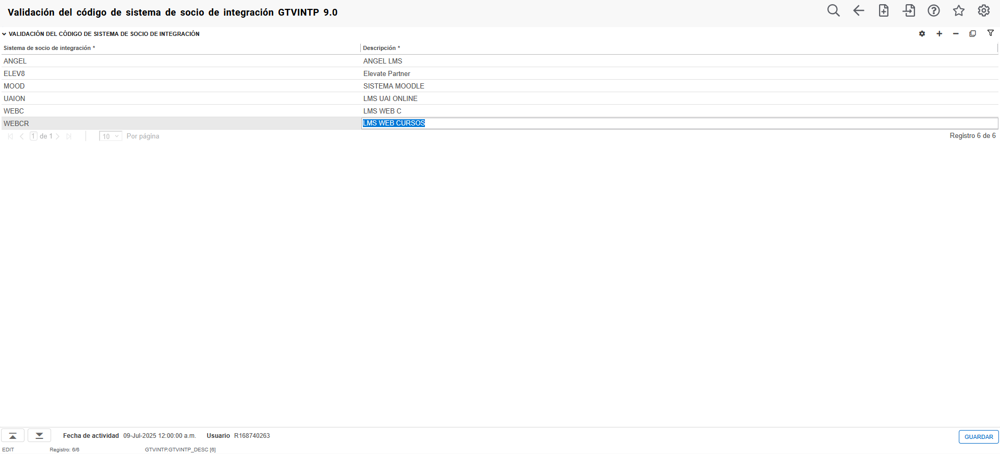 Validación del código de sistema de socio de integración GTVINTP 9.0
VALIDACIÓN DEL CÓDIGO DE SISTEMA DE SOCIO DE INTEGRACIÓN
Sistema de socio de integración * Descripción *
ANGEL ANGEL LMS
ELEV8 Elevate Partner
MOOD SISTEMA MOODLE
UAION LMS UAI ONLINE
WEBC LMS WEB C
WEBCR LMS WEB CURSOS
1 de 1 10 Por página Registro 6 de 6
Fecha de actividad 09-Jul-2025 12:00:00 a.m. Usuario R168740263 GUARDAR
EDIT Registro: 6/6 GTVINTP.GTVINTP_DESC [6]